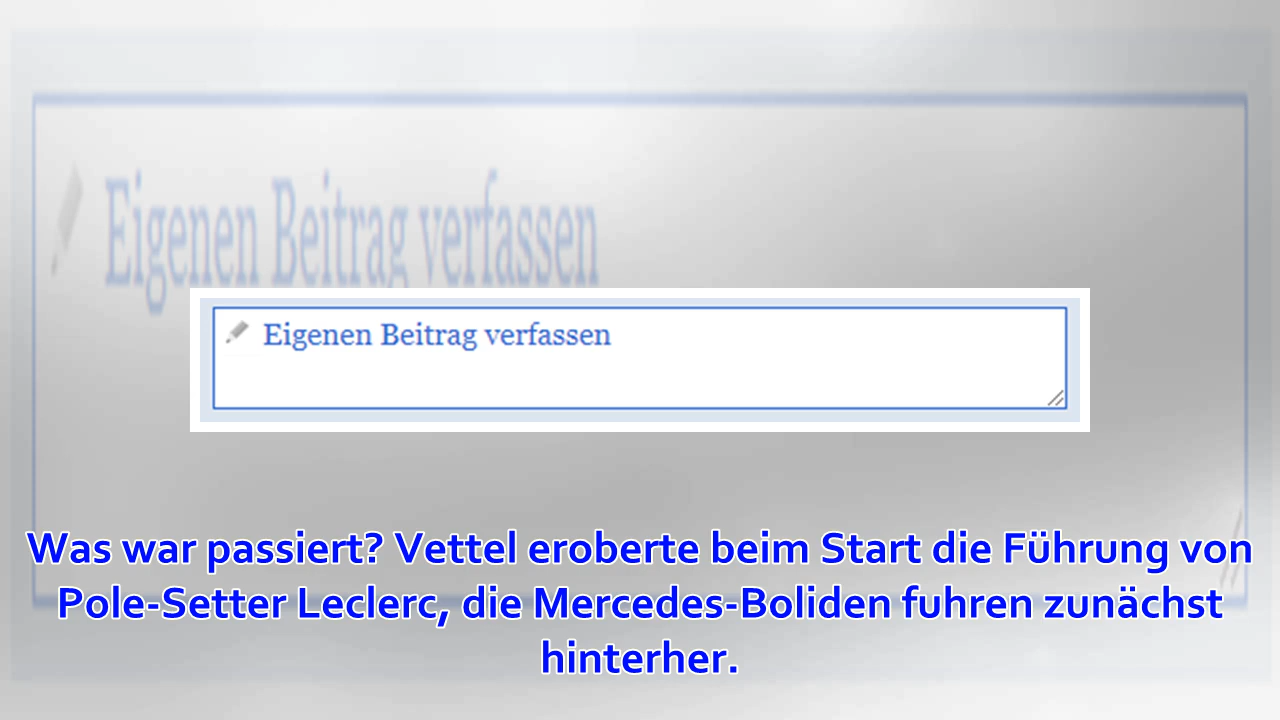 Eigenen Beitrag verfassen
Eigenen Beitrag verfassen
Was war passiert? Vettel eroberte beim Start die Führung von
Pole-Setter Leclerc, die Mercedes-Boliden fuhren zunächst
hinterher.